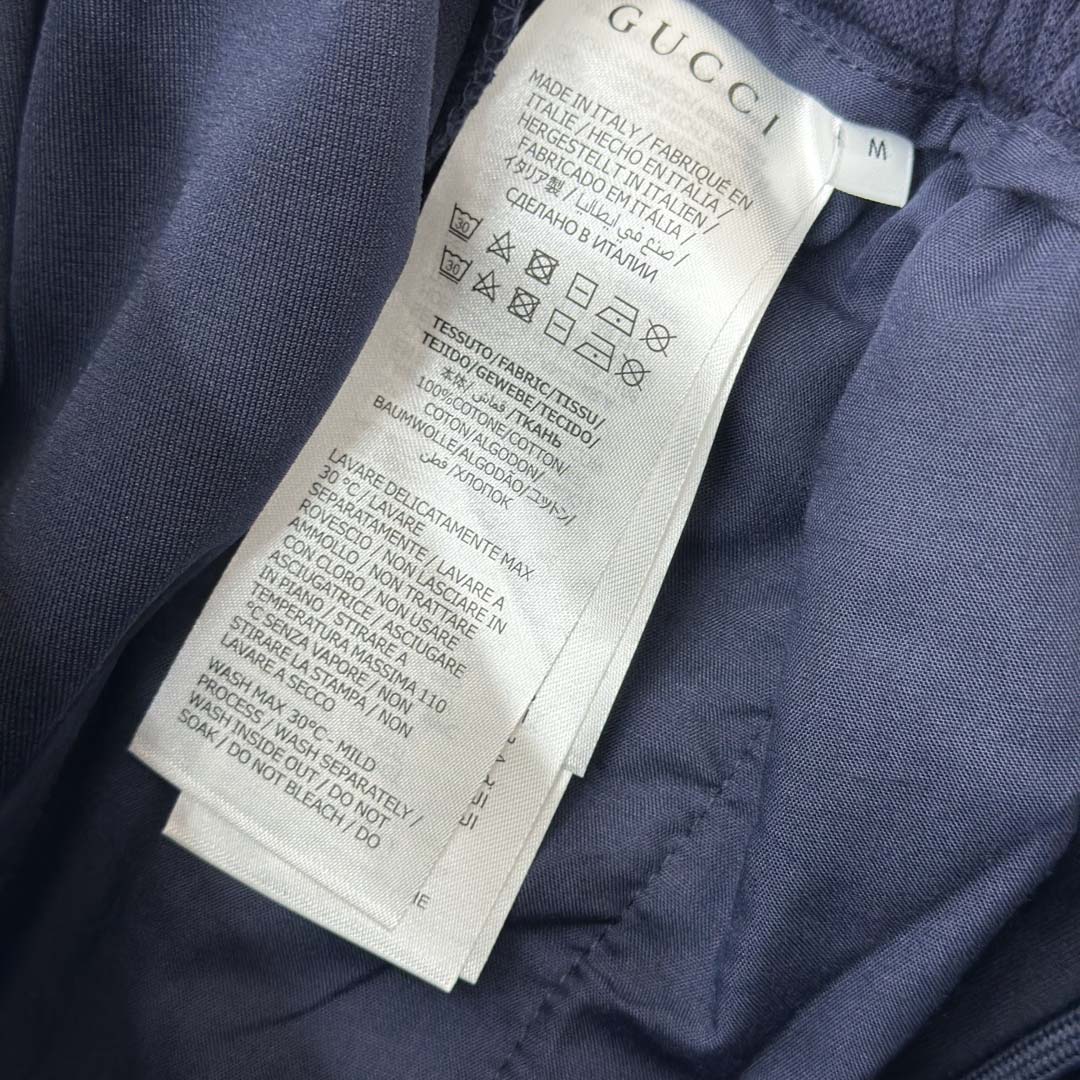 GUCCI
M
MADE IN ITALY / FABRIQUÉ EN
ITALIE / HECHO EN ITALIA /
HERGESTELLT IN ITALIEN /
FABRICADO EM ITÁLIA /
イタリア製 / صنع في ايطاليا /
СДЕЛАНО В ИТАЛИИ
30
30
TESSUTO/FABRIC/TISSU/
TEJIDO/GEWEBE/TECIDO/
本体/ قماش /ТКАНЬ
100%COTONE/COTTON/
COTON/ALGODON/
BAUMWOLLE/ALGODÃO/コットン/
قطن /ХЛОПОК
LAVARE DELICATAMENTE MAX
30 °C / LAVARE
SEPARATAMENTE / LAVARE A
ROVESCIO / NON LASCIARE IN
AMMOLLO / NON TRATTARE
CON CLORO / NON USARE
ASCIUGATRICE / ASCIUGARE
IN PIANO / STIRARE A
TEMPERATURA MASSIMA 110
°C SENZA VAPORE / NON
STIRARE LA STAMPA / NON
LAVARE A SECCO
WASH MAX 30°C - MILD
PROCESS / WASH SEPARATELY /
WASH INSIDE OUT / DO NOT
SOAK / DO NOT BLEACH / DO